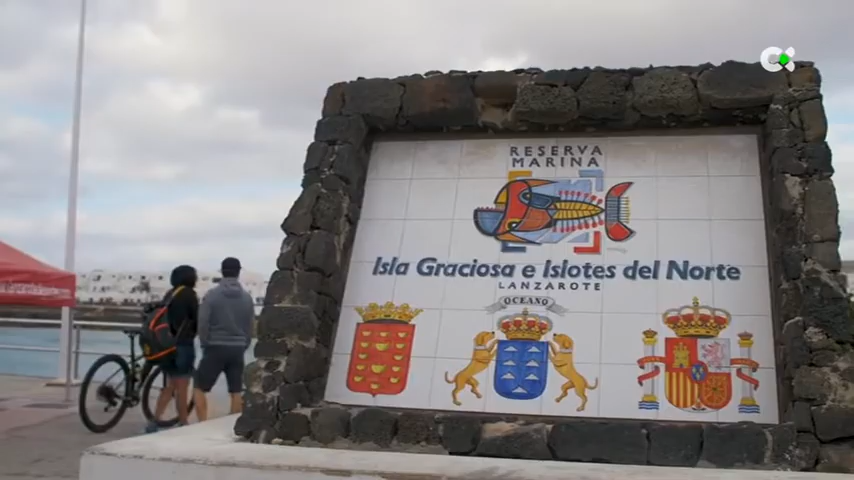 RESERVA
MARINA
Isla Graciosa e Islotes del Norte
LANZAROTE
OCEANO